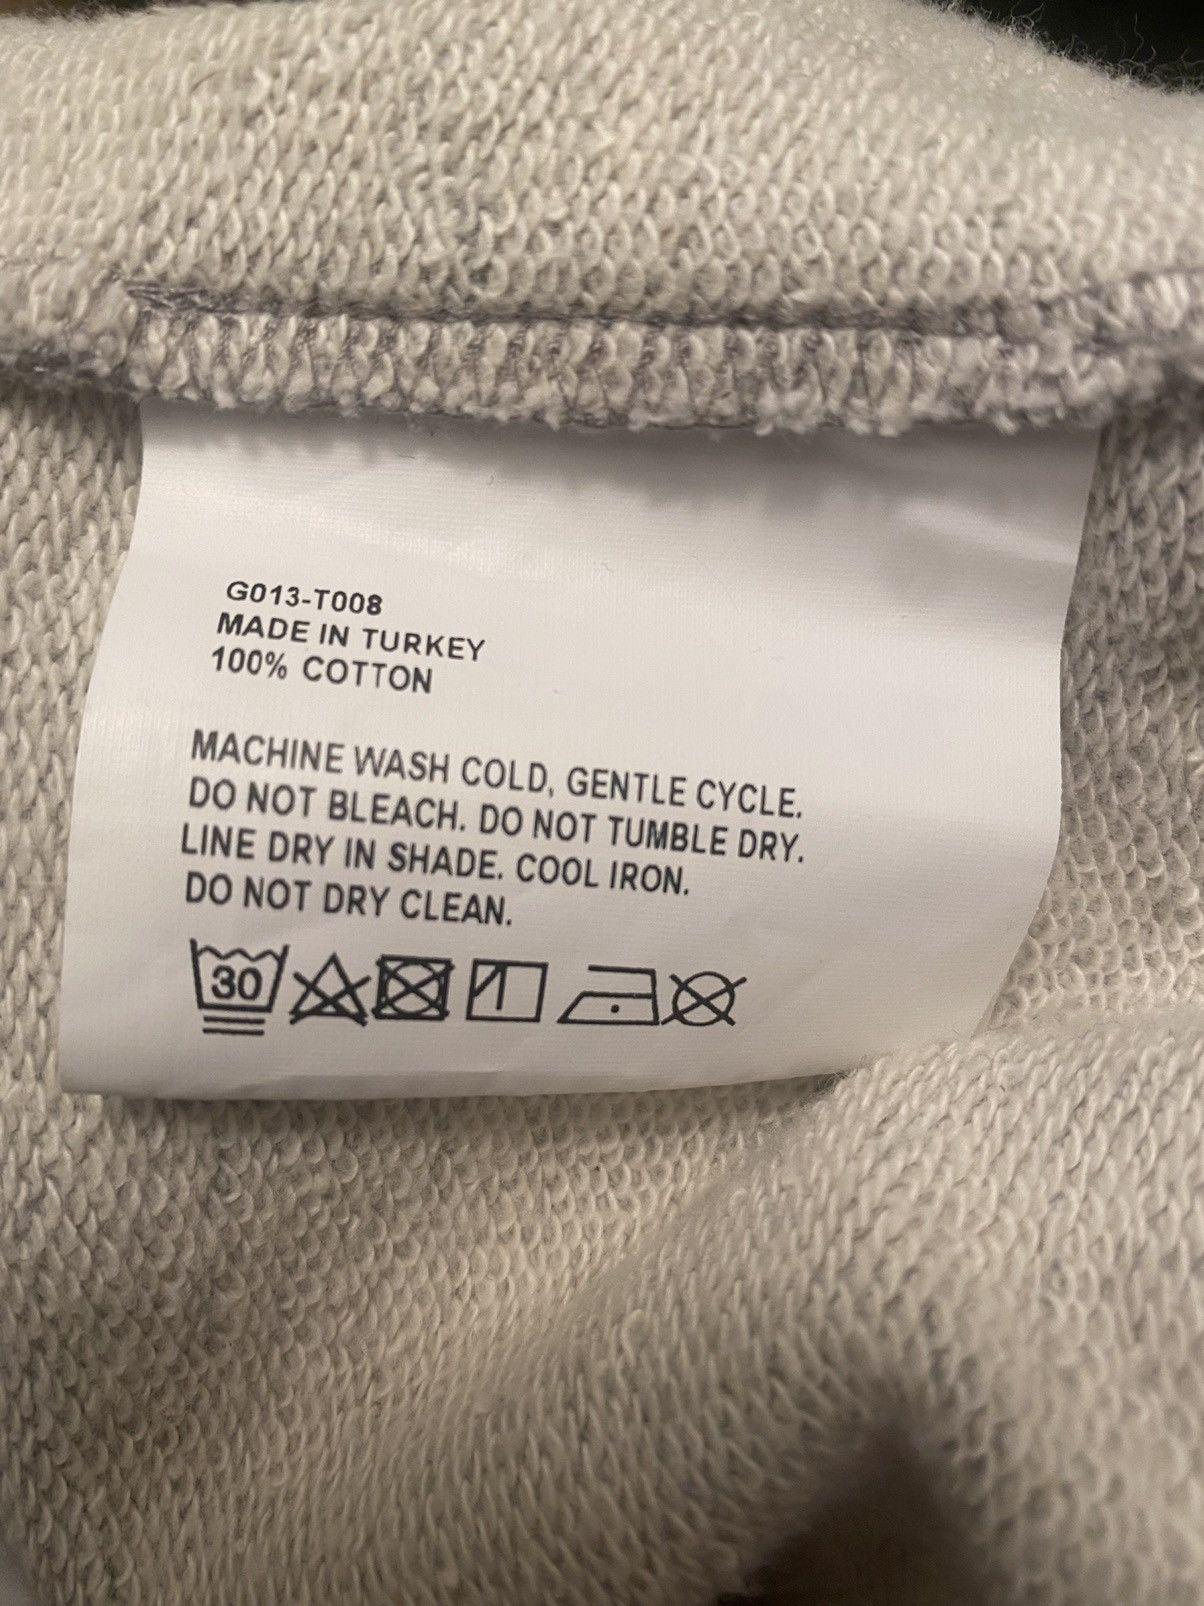 G013-T008
MADE IN TURKEY
100% COTTON
MACHINE WASH COLD, GENTLE CYCLE.
DO NOT BLEACH. DO NOT TUMBLE DRY.
LINE DRY IN SHADE. COOL IRON.
DO NOT DRY CLEAN.
30